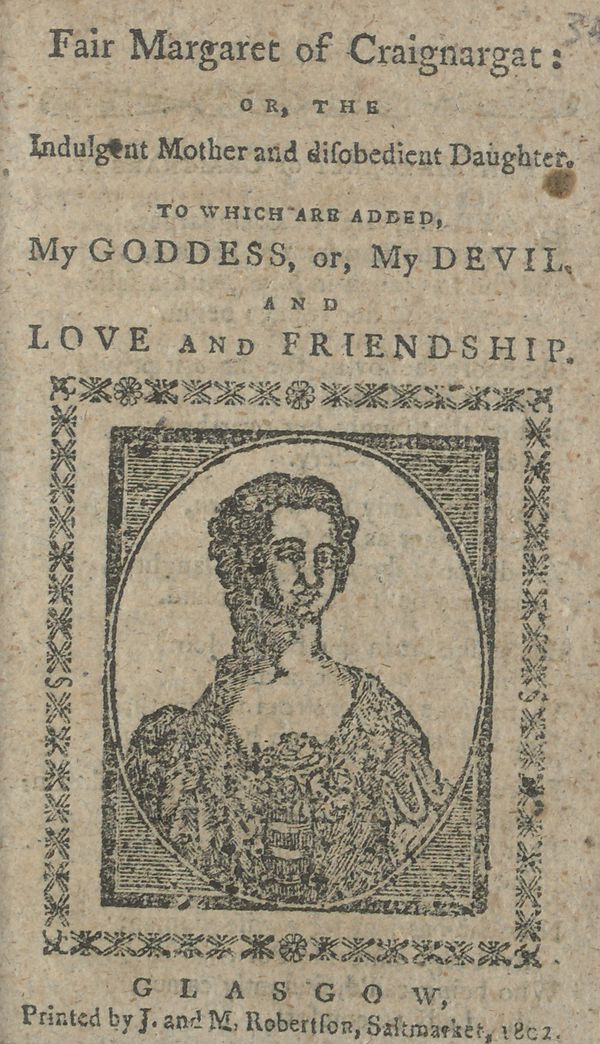 Fair Margaret of Craignargat:
OR, THE
Indulgent Mother and diſobedient Daughter.
TO WHICH ARE ADDED,
My GODDESS, or, My DEVIL.
AND
LOVE AND FRIENDSHIP.
GLASGOW,
Printed by J. and M. Robertſon, Saltmarket, 1802.